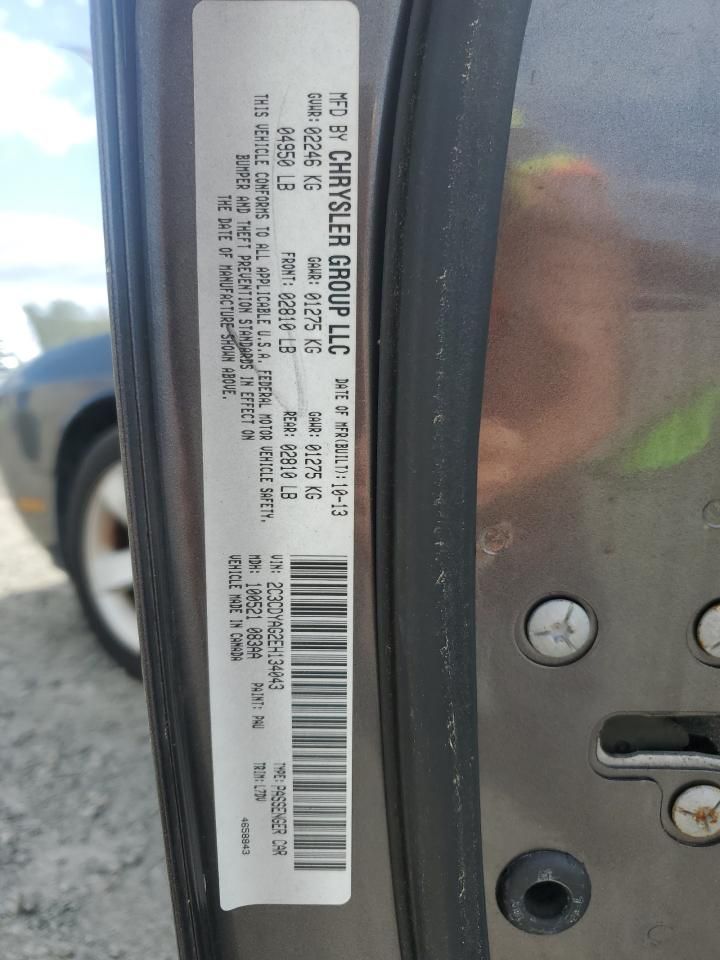 MFD BY CHRYSLER GROUP LLC DATE OF MFR(BUILT): 10-13
GVWR: 02246 KG GAWR: 01275 KG GAWR: 01275 KG
04950 LB FRONT: 02810 LB REAR: 02810 LB
THIS VEHICLE CONFORMS TO ALL APPLICABLE U.S.A. FEDERAL MOTOR VEHICLE SAFETY,
BUMPER AND THEFT PREVENTION STANDARDS IN EFFECT ON
THE DATE OF MANUFACTURE SHOWN ABOVE.
VIN: 2C3CDYAG2EH134043 TYPE: PASSENGER CAR
MDH: 100521 083AA PAINT: PAU TRIM: L7DV
VEHICLE MADE IN CANADA 4658843